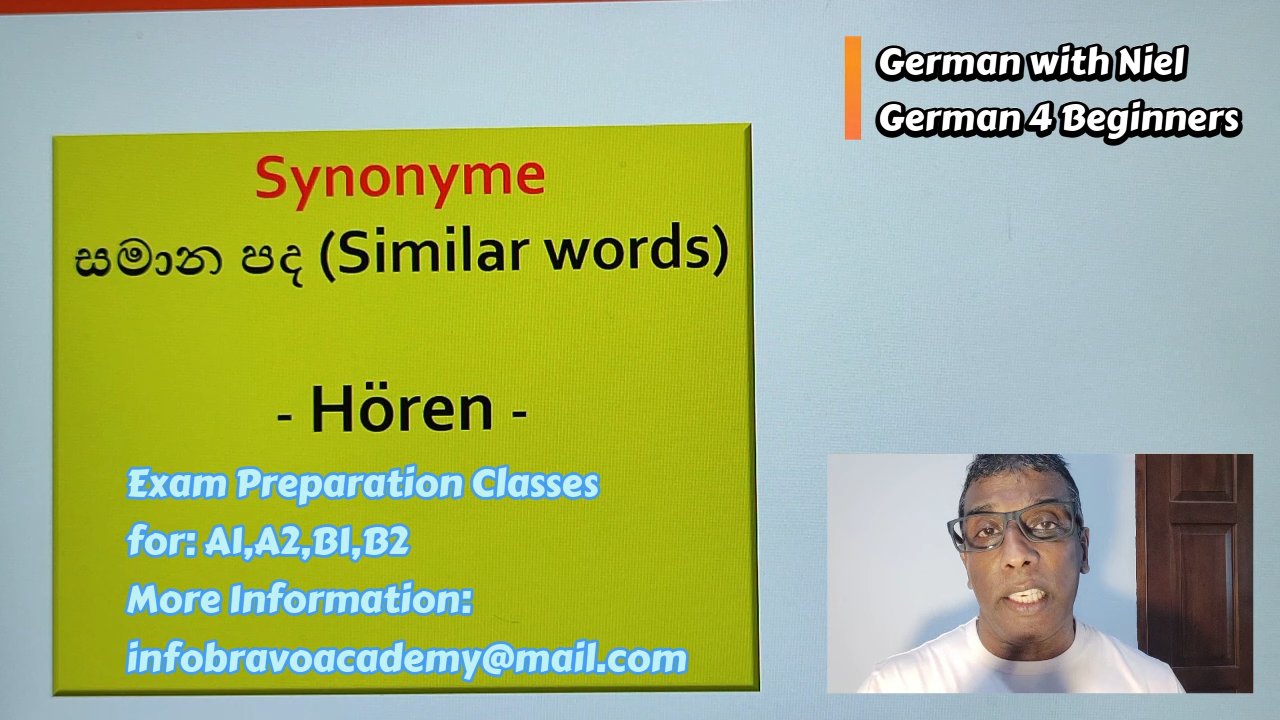 German with Niel
German 4 Beginners
Synonyme
සමාන පද (Similar words)
- Hören -
Exam Preparation Classes
for: A1,A2,B1,B2
More Information:
infobravoacademy@mail.com